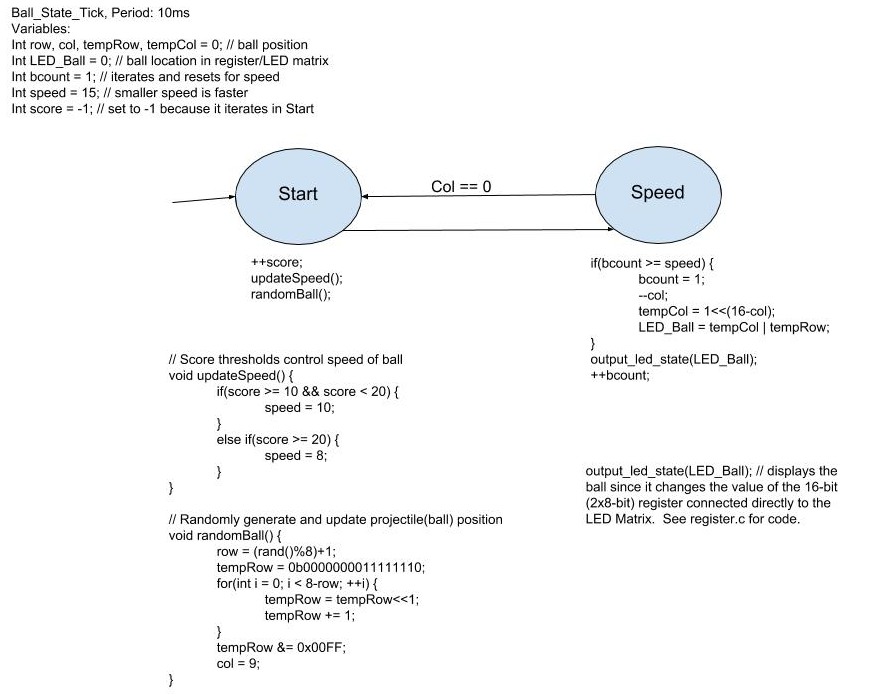 Ball_State_Tick, Period: 10ms
Variables:
Int row, col, tempRow, tempCol = 0; // ball position
Int LED_Ball = 0; // ball location in register/LED matrix
Int bcount = 1; // iterates and resets for speed
Int speed = 15; // smaller speed is faster
Int score = -1; // set to -1 because it iterates in Start
Start
Col == 0
Speed
++score;
updateSpeed();
randomBall();
if(bcount >= speed) {
bcount = 1;
--col;
tempCol = 1<<(16-col);
LED_Ball = tempCol | tempRow;
}
output_led_state(LED_Ball);
++bcount;
// Score thresholds control speed of ball
void updateSpeed() {
if(score >= 10 && score < 20) {
speed = 10;
}
else if(score >= 20) {
speed = 8;
}
}
output_led_state(LED_Ball); // displays the
ball since it changes the value of the 16-bit
(2x8-bit) register connected directly to the
LED Matrix.  See register.c for code.
// Randomly generate and update projectile(ball) position
void randomBall() {
row = (rand()%8)+1;
tempRow = 0b0000000011111110;
for(int i = 0; i < 8-row; ++i) {
tempRow = tempRow<<1;
tempRow += 1;
}
tempRow &= 0x00FF;
col = 9;
}